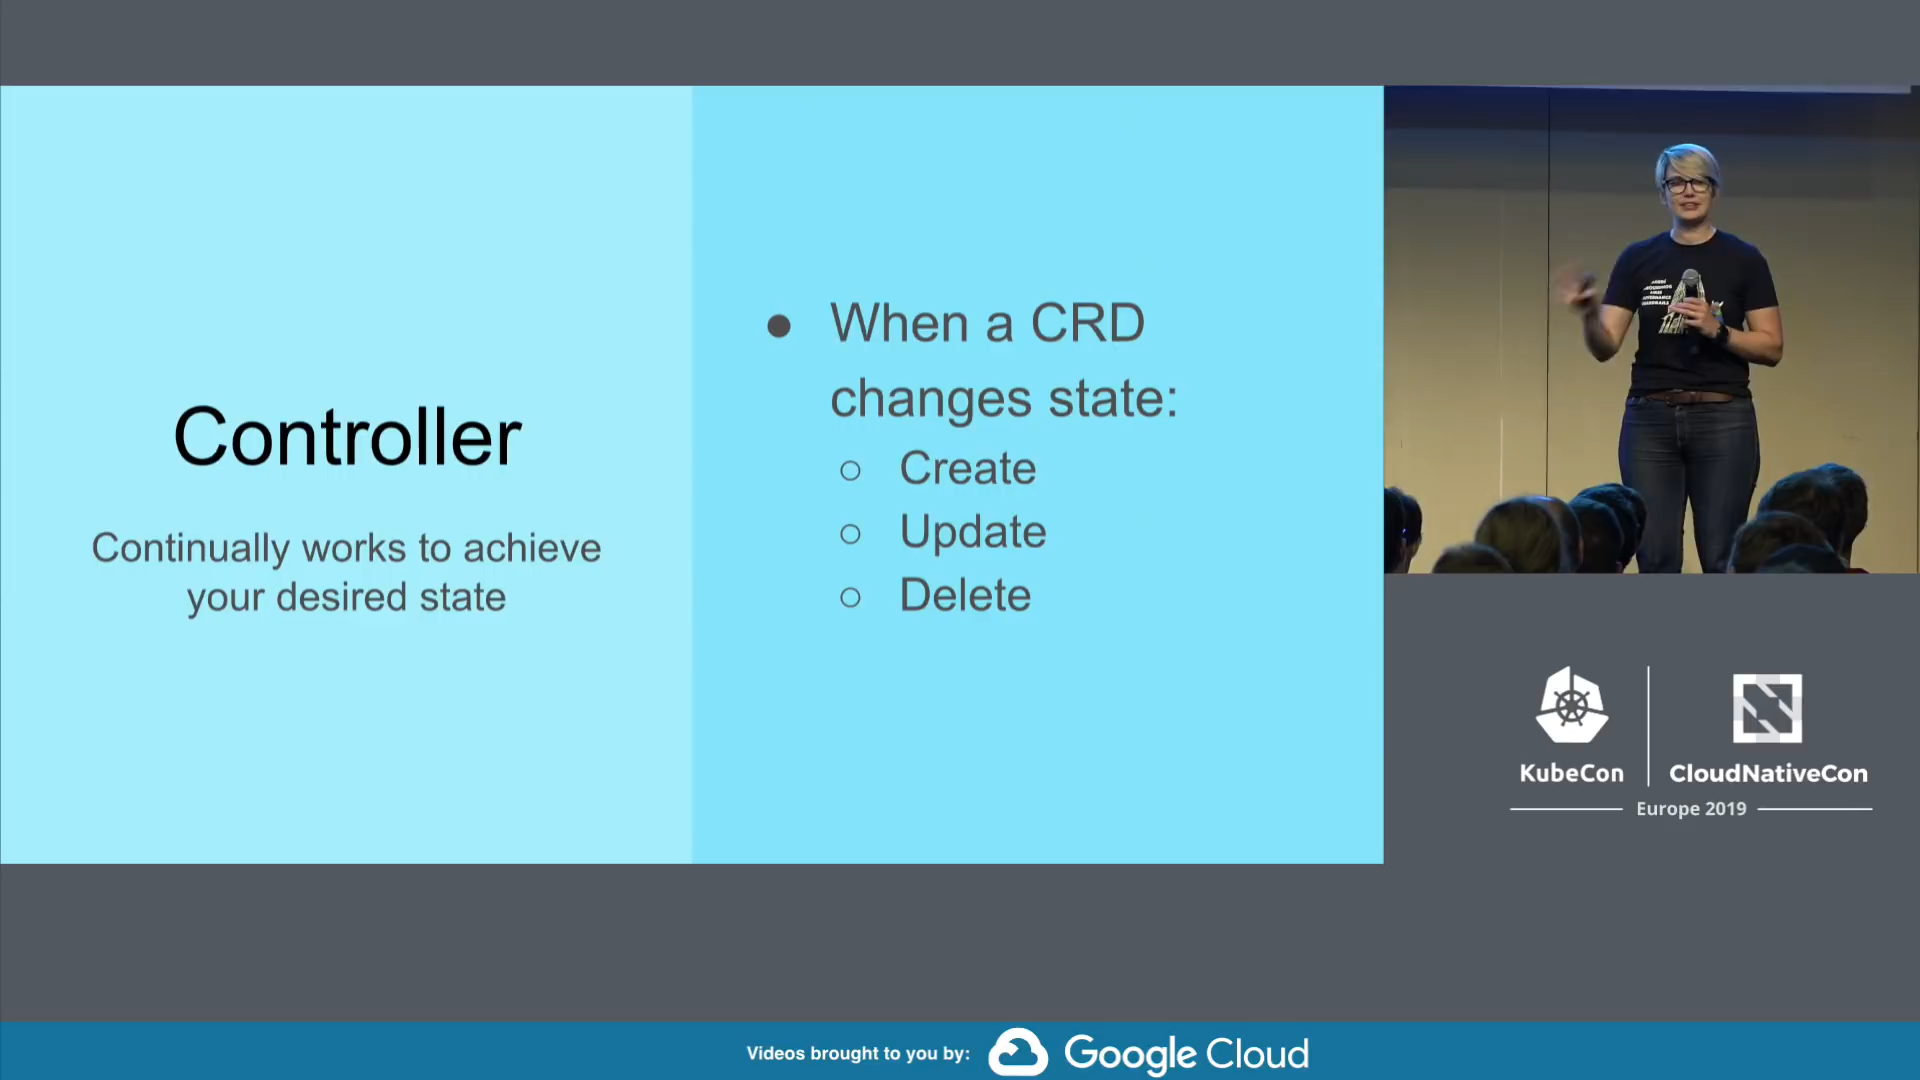 Controller
Continually works to achieve
your desired state
● When a CRD
changes state:
○ Create
○ Update
○ Delete
KubeCon
CloudNativeCon
Europe 2019
Videos brought to you by:
Google Cloud